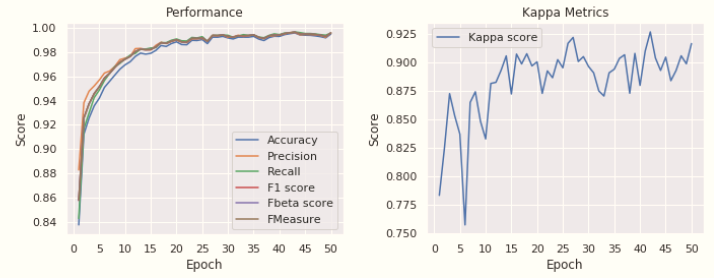 Performance
1.00
0.98
0.96
0.94
0.92
0.90
0.88
0.86
0.84
Score
Accuracy
Precision
Recall
F1 score
Fbeta score
FMeasure
0 5 10 15 20 25 30 35 40 45 50
Epoch
Kappa Metrics
Kappa score
0.925
0.900
0.875
0.850
0.825
0.800
0.775
0.750
Score
0 5 10 15 20 25 30 35 40 45 50
Epoch